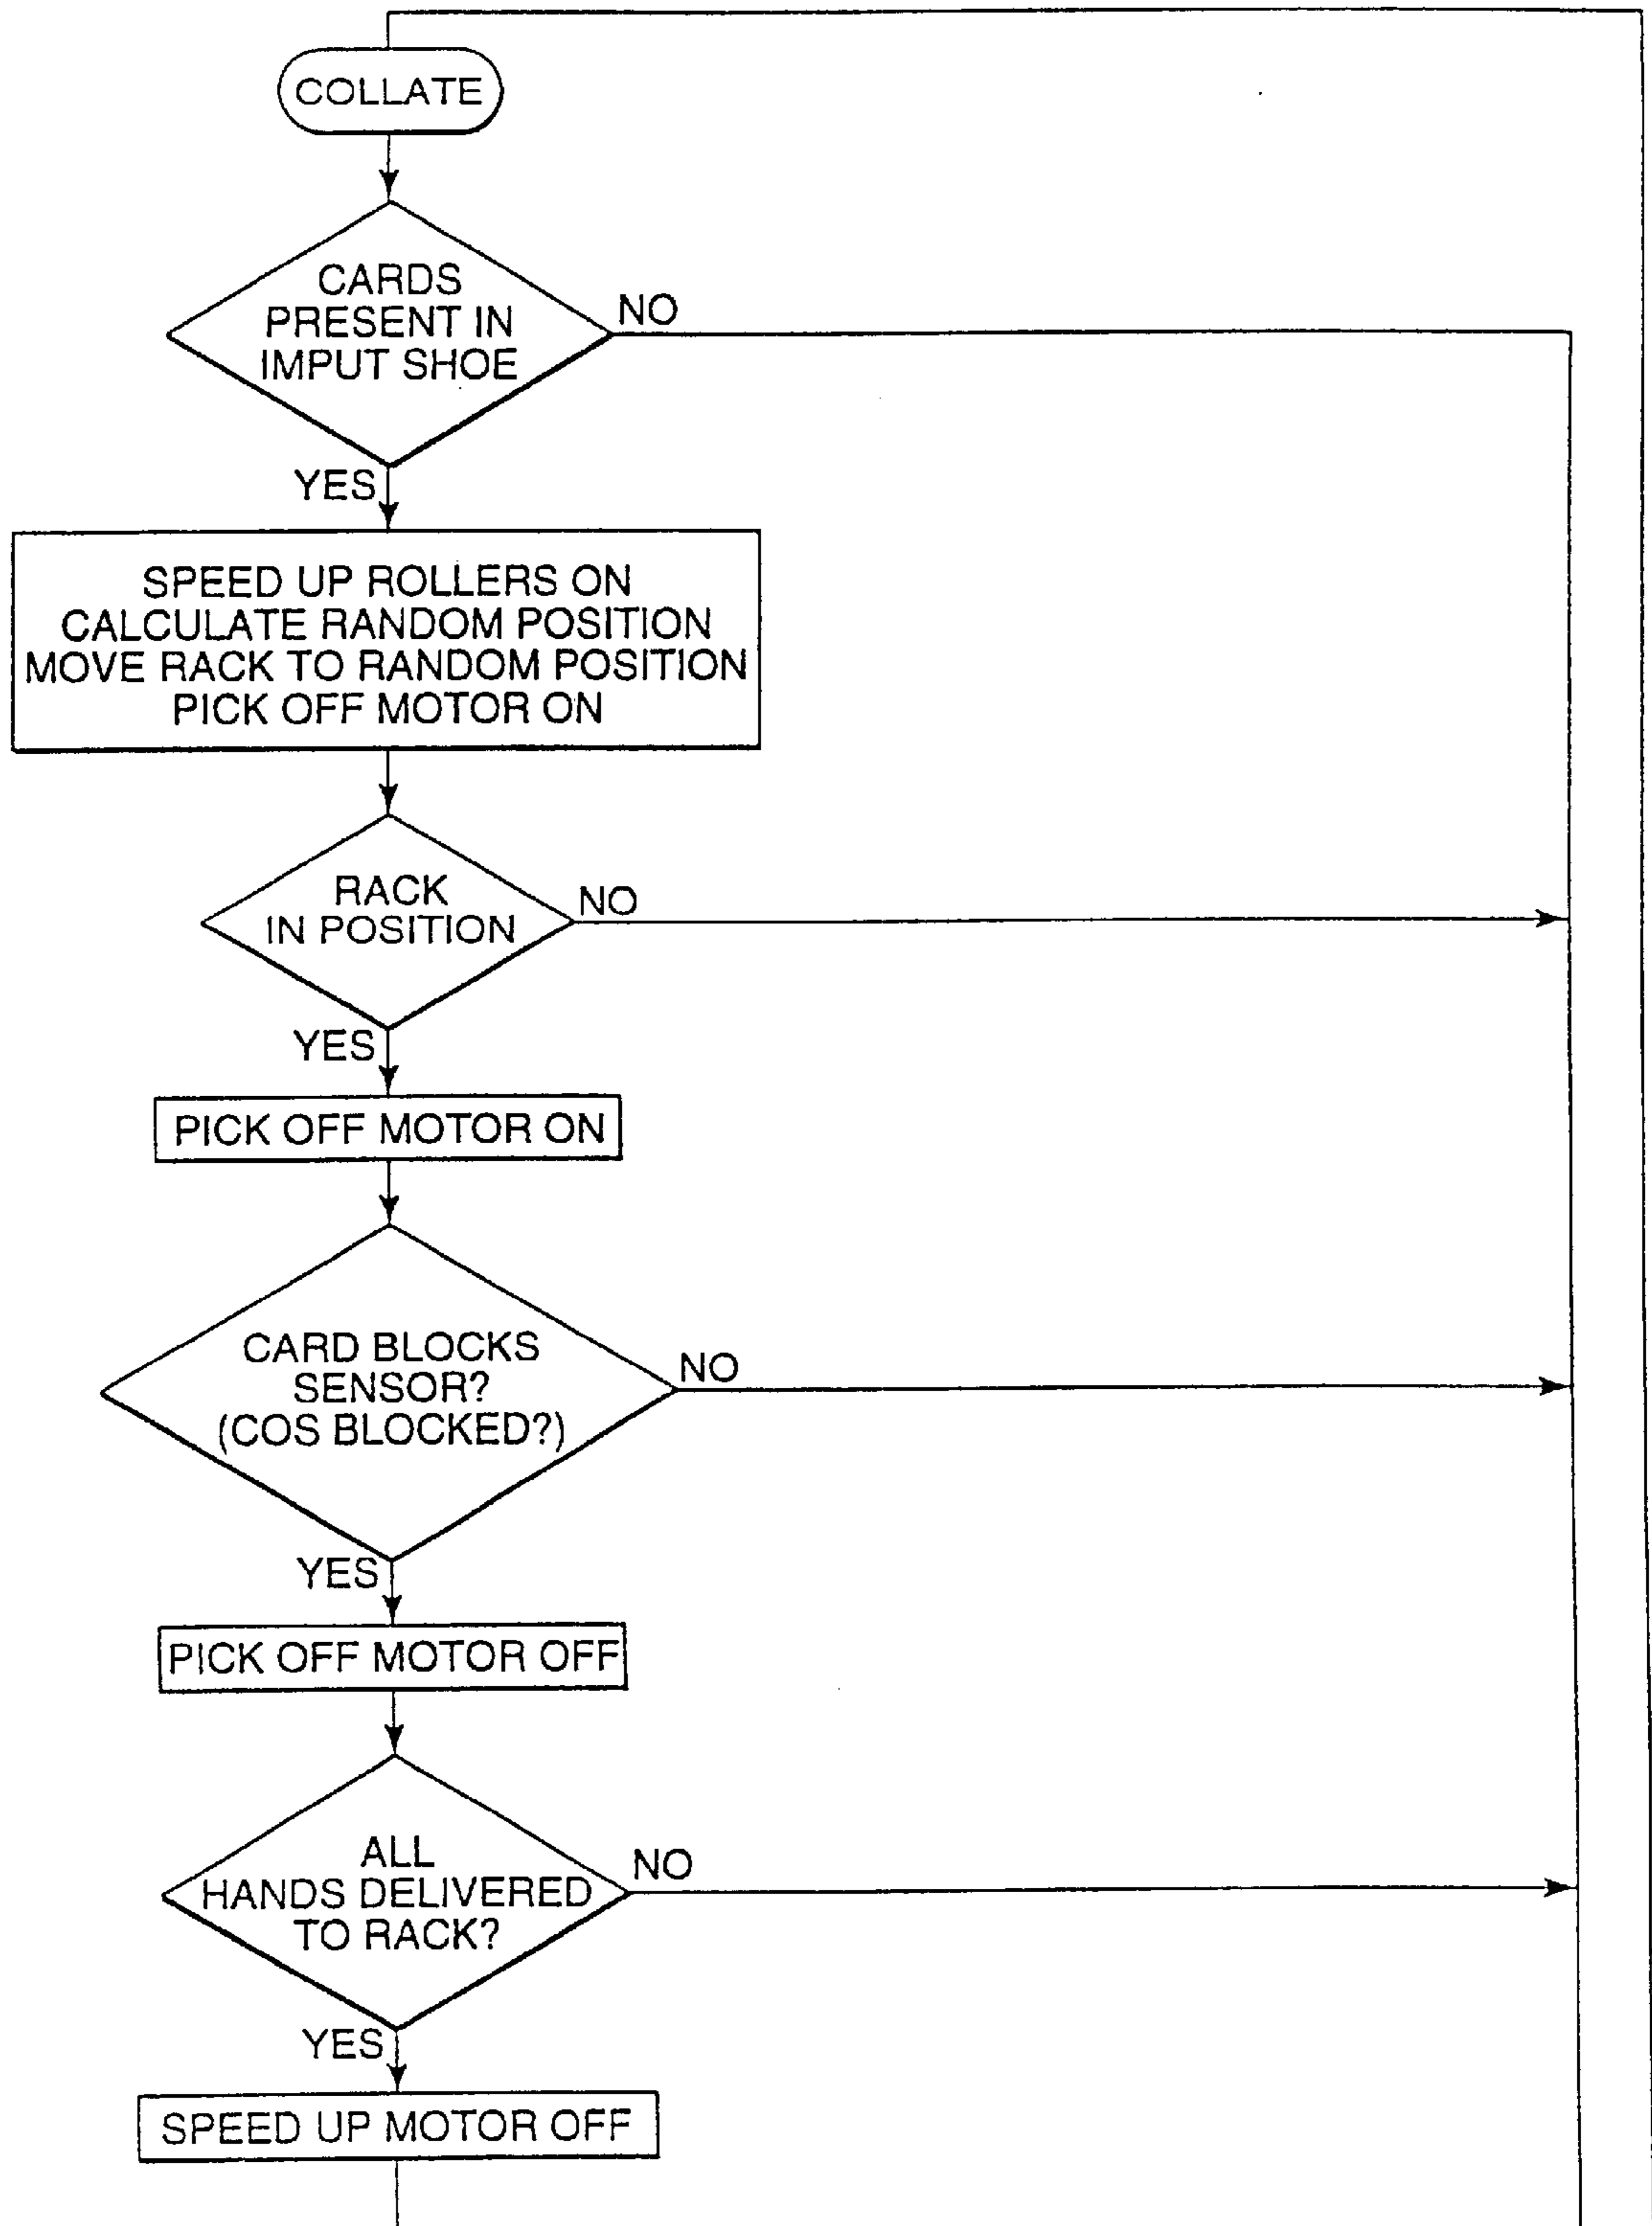 COLLATE
CARDS
PRESENT IN
IMPUT SHOE
NO
YES
SPEED UP ROLLERS ON
CALCULATE RANDOM POSITION
MOVE RACK TO RANDOM POSITION
PICK OFF MOTOR ON
RACK
IN POSITION
NO
YES
PICK OFF MOTOR ON
CARD BLOCKS
SENSOR?
(COS BLOCKED?)
NO
YES
PICK OFF MOTOR OFF
ALL
HANDS DELIVERED
TO RACK?
NO
YES
SPEED UP MOTOR OFF